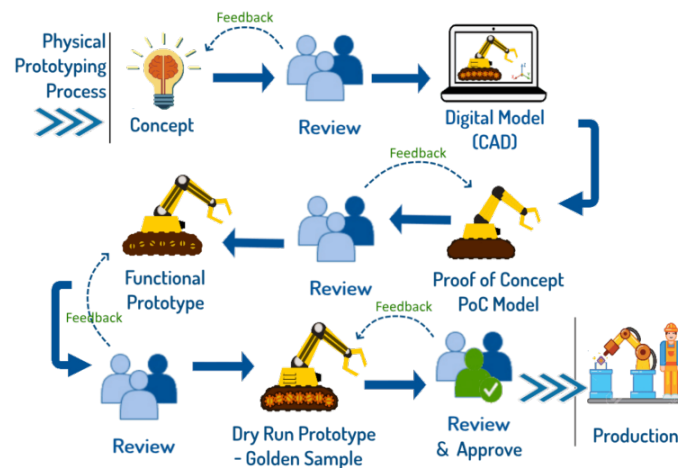 Physical
Prototyping
Process
Feedback
Concept
Review
Digital Model
(CAD)
Feedback
Functional
Prototype
Review
Proof of Concept
PoC Model
Feedback
Feedback
Review
Dry Run Prototype
- Golden Sample
Review
& Approve
Production